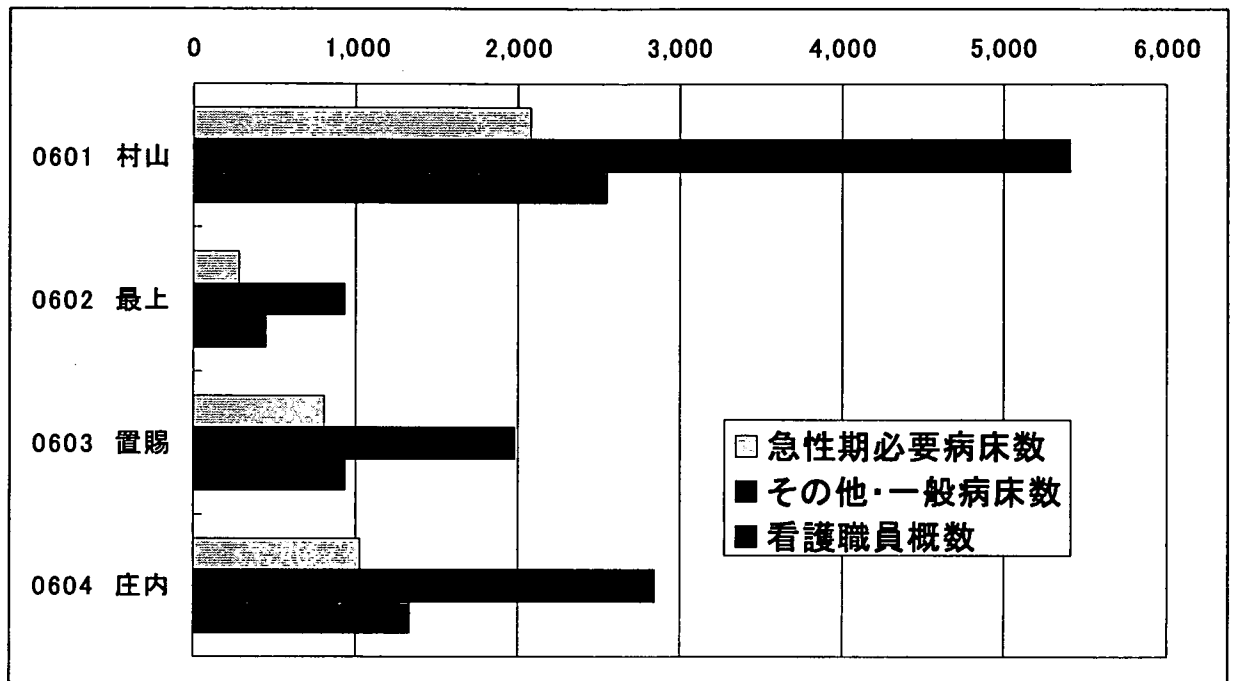 0 1,000 2,000 3,000 4,000 5,000 6,000
0601 村山
0602 最上
0603 置賜
0604 庄内
急性期必要病床数
その他・一般病床数
看護職員概数